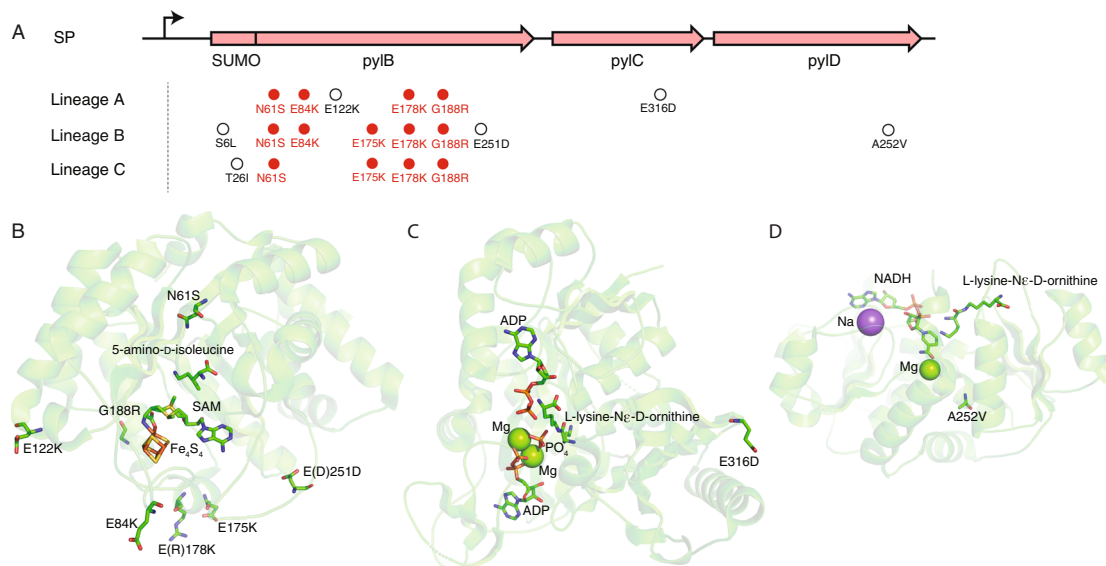 A SP
SUMO pylB pylC pylD
Lineage A
N61S E84K E122K E178K G188R E316D
Lineage B
S6L N61S E84K E175K E178K G188R E251D A252V
Lineage C
T26I N61S E175K E178K G188R
B
N61S
5-amino-D-isoleucine
G188R SAM
E122K Fe4S4
E(D)251D
E84K E175K
E(R)178K
C
ADP
L-lysine-Nε-D-ornithine
Mg PO4
Mg
E316D
ADP
D
NADH
L-lysine-Nε-D-ornithine
Na
Mg
A252V